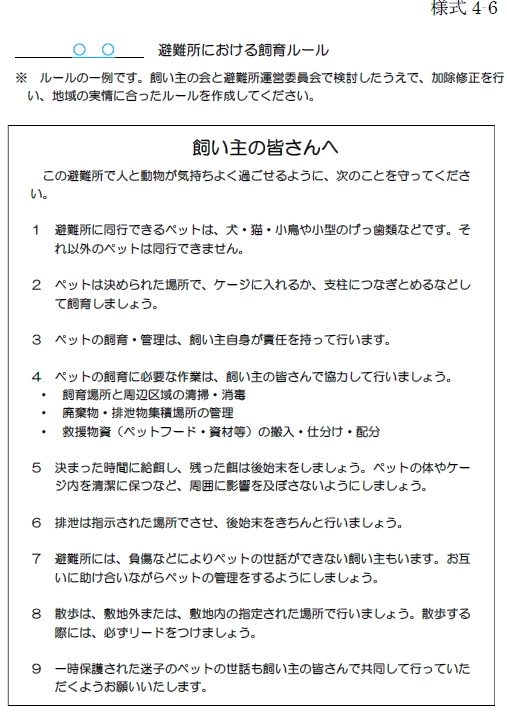 様式 4-6
○ ○ 避難所における飼育ルール
※ ルールの一例です。飼い主の会と避難所運営委員会で検討したうえで、加除修正を行
い、地域の実情に合ったルールを作成してください。
飼い主の皆さんへ
この避難所で人と動物が気持ちよく過ごせるように、次のことを守ってくださ
い。
1 避難所に同行できるペットは、犬・猫・小鳥や小型のげっ歯類などです。そ
れ以外のペットは同行できません。
2 ペットは決められた場所で、ケージに入れるか、支柱につなぎとめるなどし
て飼育しましょう。
3 ペットの飼育・管理は、飼い主自身が責任を持って行います。
4 ペットの飼育に必要な作業は、飼い主の皆さんで協力して行いましょう。
・ 飼育場所と周辺区域の清掃・消毒
・ 廃棄物・排泄物集積場所の管理
・ 救援物資（ペットフード・資材等）の搬入・仕分け・配分
5 決まった時間に給餌し、残った餌は後始末をしましょう。ペットの体やケー
ジ内を清潔に保つなど、周囲に影響を及ぼさないようにしましょう。
6 排泄は指示された場所でさせ、後始末をきちんと行いましょう。
7 避難所には、負傷などによりペットの世話ができない飼い主もいます。お互
いに助け合いながらペットの管理をするようにしましょう。
8 散歩は、敷地外または、敷地内の指定された場所で行いましょう。散歩する
際には、必ずリードをつけましょう。
9 一時保護された迷子のペットの世話も飼い主の皆さんで共同して行っていた
だくようお願いいたします。